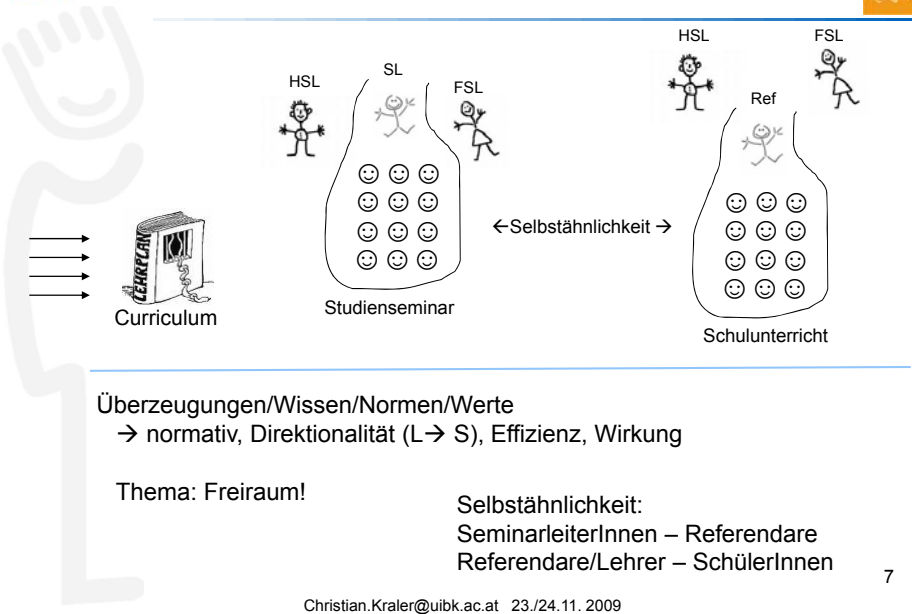 HSL
SL
FSL
HSL
FSL
Ref
←Selbstähnlichkeit →
LEHRPLAN
Curriculum
Studienseminar
Schulunterricht
Überzeugungen/Wissen/Normen/Werte
→ normativ, Direktionalität (L→ S), Effizienz, Wirkung
Thema: Freiraum!
Selbstähnlichkeit:
SeminarleiterInnen – Referendare
Referendare/Lehrer – SchülerInnen
7
Christian.Kraler@uibk.ac.at 23./24.11. 2009